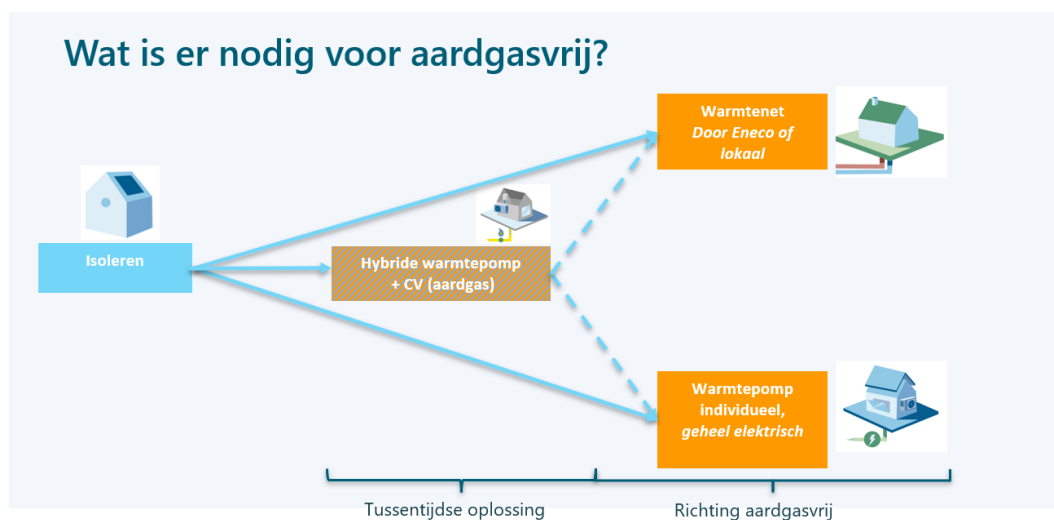 Wat is er nodig voor aardgasvrij?
Warmtenet
Door Eneco of
lokaal
Isoleren
Hybride warmtepomp
+ CV (aardgas)
Warmtepomp
individueel,
geheel elektrisch
Tussentijdse oplossing
Richting aardgasvrij